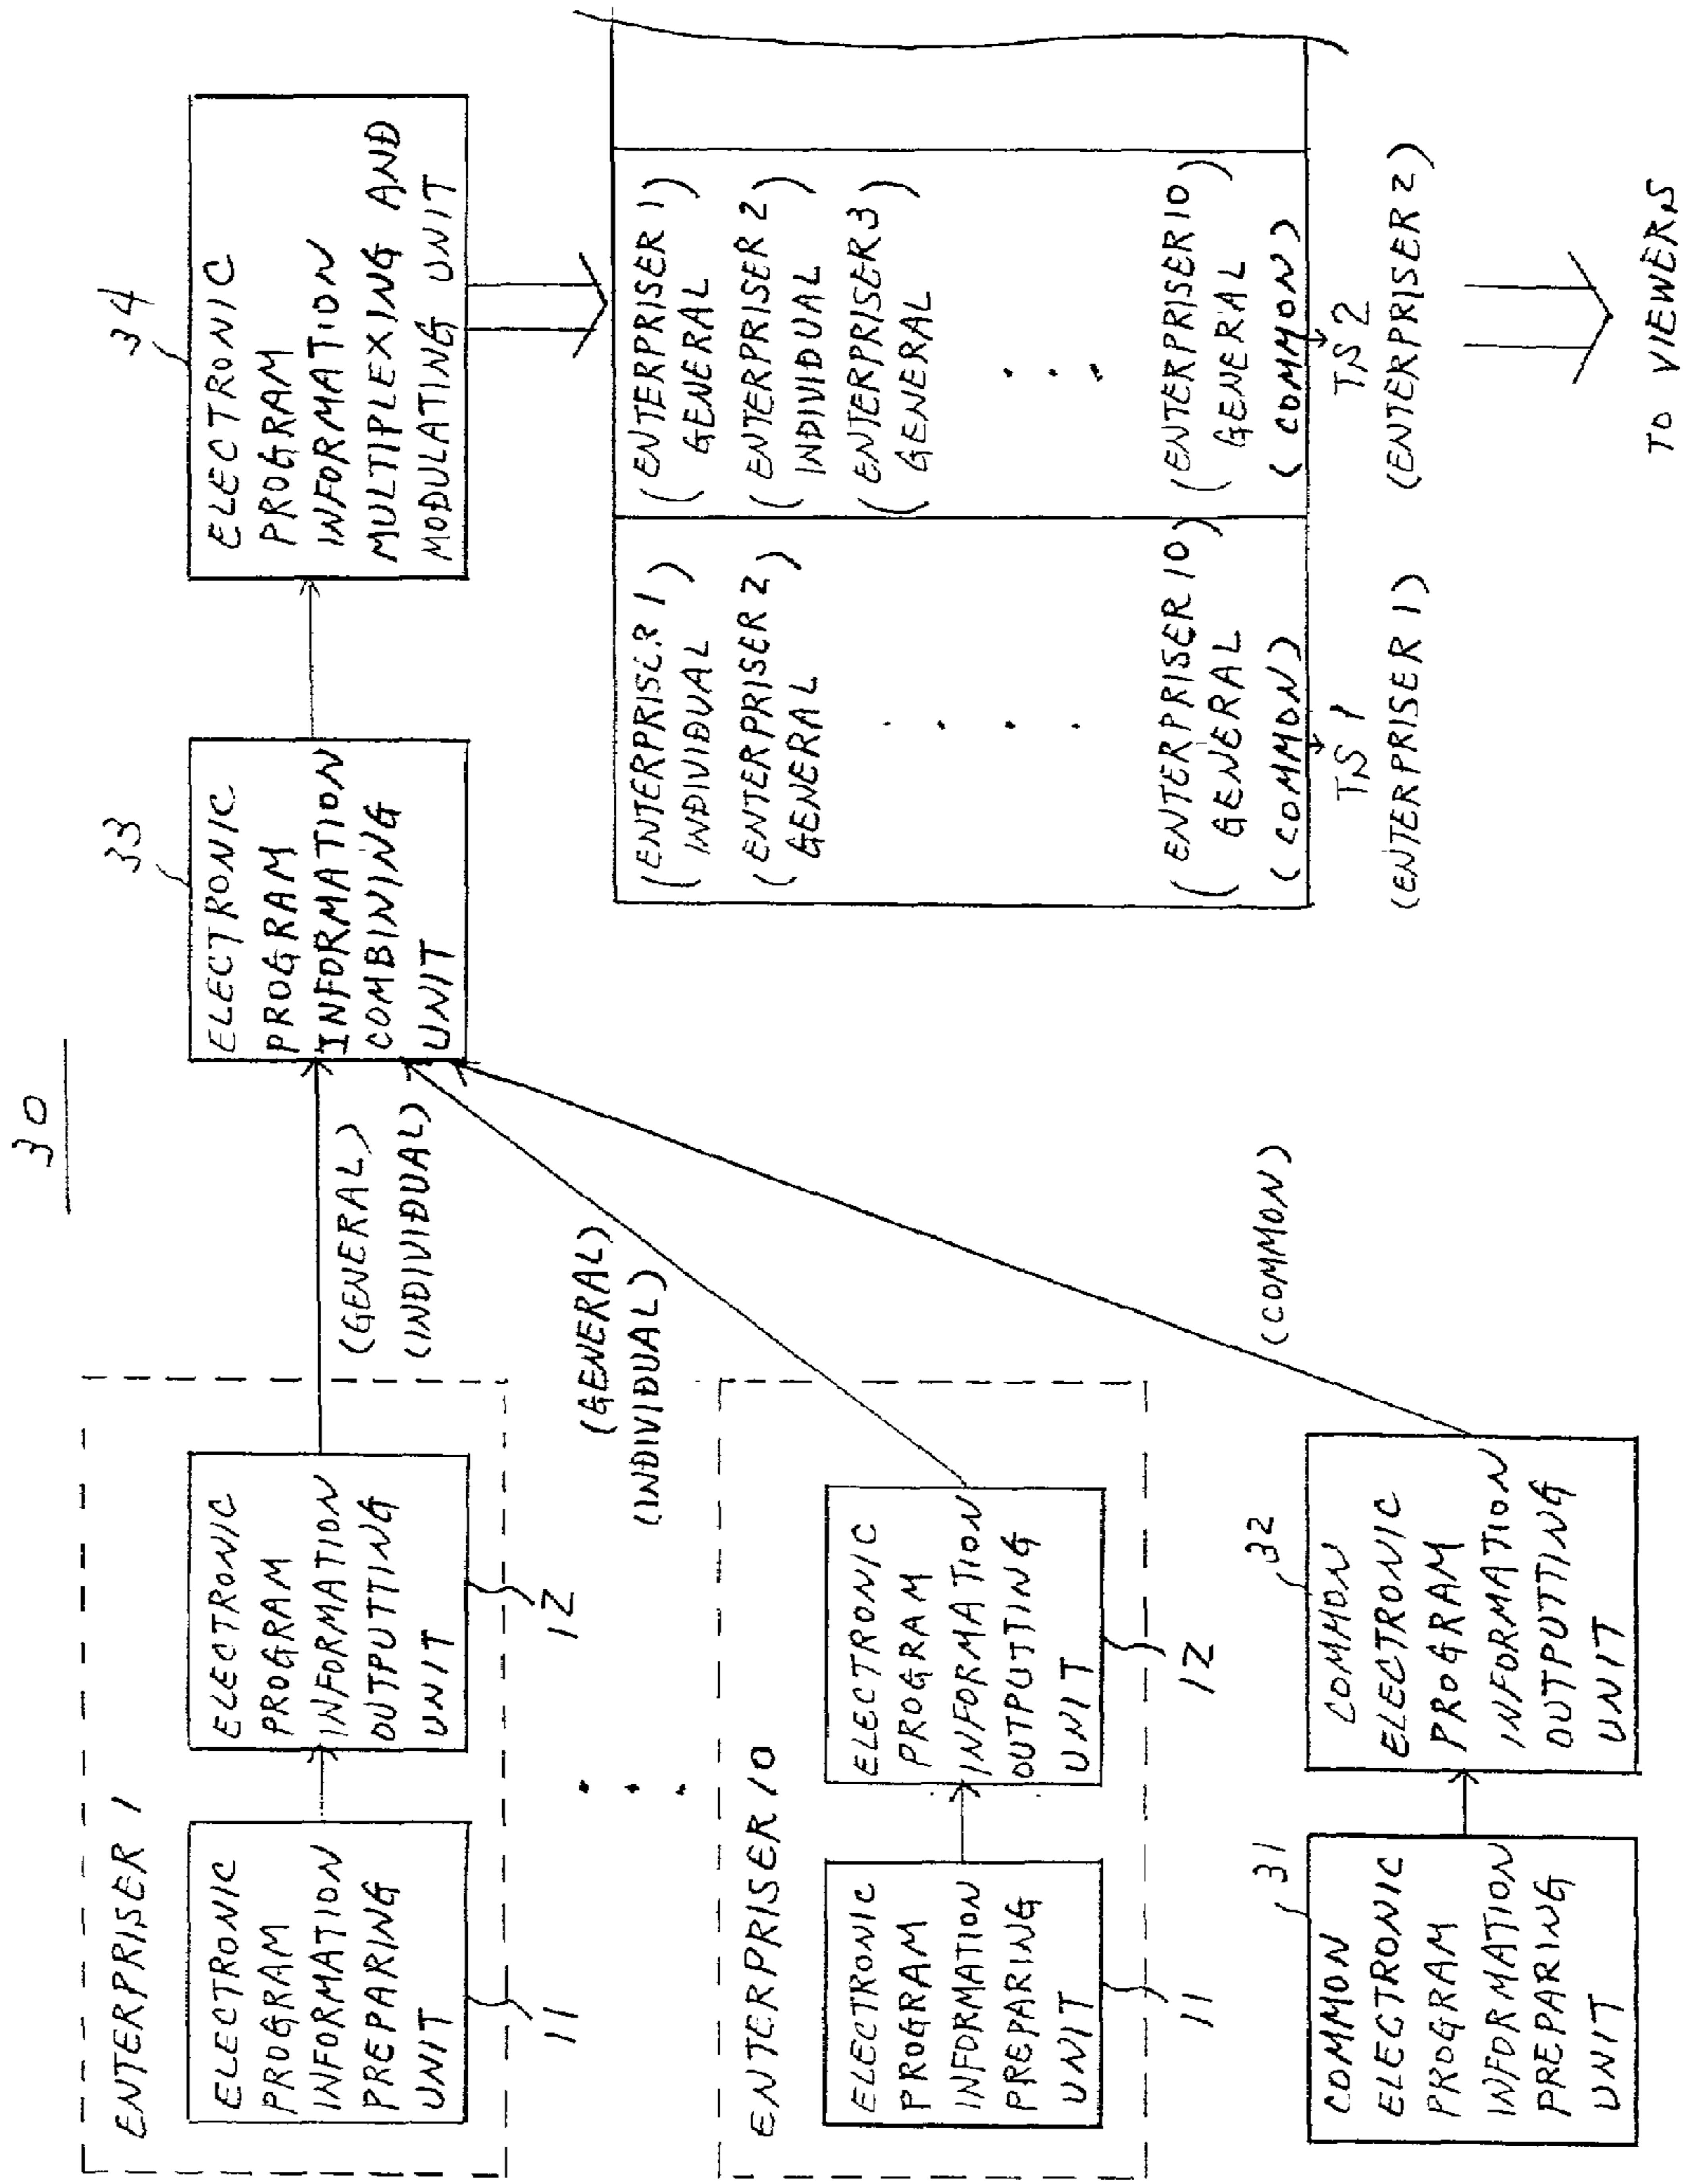 30
ENTERPRISER 1
ELECTRONIC
PROGRAM
INFORMATION
PREPARING
UNIT
11
ELECTRONIC
PROGRAM
INFORMATION
OUTPUTTING
UNIT
12
(GENERAL)
(INDIVIDUAL)
33
ELECTRONIC
PROGRAM
INFORMATION
COMBINING
UNIT
34
ELECTRONIC
PROGRAM
INFORMATION
MULTIPLEXING AND
MODULATING UNIT
ENTERPRISER 10
ELECTRONIC
PROGRAM
INFORMATION
PREPARING
UNIT
11
ELECTRONIC
PROGRAM
INFORMATION
OUTPUTING
UNIT
12
(GENERAL)
(INDIVIDUAL)
31
COMMON
ELECTRONIC
PROGRAM
INFORMATION
PREPARING
UNIT
32
COMMON
ELECTRONIC
PROGRAM
INFORMATION
OUTPUTING
UNIT
(COMMON)
(ENTERPRISER 1)
INDIVIDUAL
(ENTERPRISER 2)
GENERAL
(ENTERPRISER 10)
GENERAL
(COMMON)
TS 1
(ENTERPRISER 1)
(ENTERPRISER 1)
GENERAL
(ENTERPRISER 2)
INDIVIDUAL
(ENTERPRISER 3)
GENERAL
(ENTERPRISER 10)
GENERAL
(COMMON)
TS 2
(ENTERPRISER 2)
TO VIEWERS